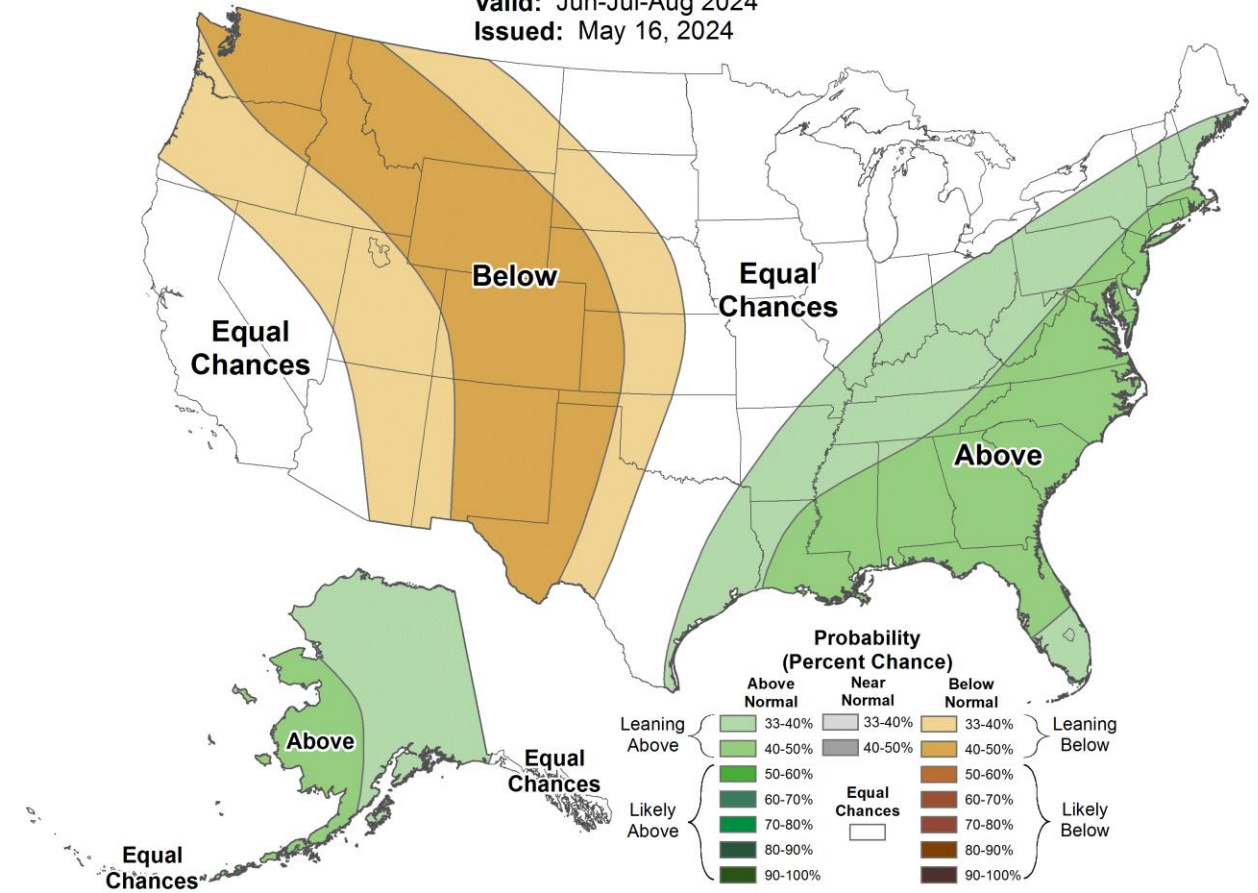 Valid: Jun-Jul-Aug 2024
Issued: May 16, 2024
Below
Equal
Chances
Equal
Chances
Above
Above
Equal
Chances
Equal
Chances
Probability
(Percent Chance)
Above
Normal
Near
Normal
Below
Normal
Leaning
Above
33-40%
33-40%
33-40%
Leaning
Below
40-50%
40-50%
40-50%
Likely
Above
50-60%
60-70%
70-80%
80-90%
90-100%
Equal
Chances
50-60%
60-70%
70-80%
80-90%
90-100%
Likely
Below